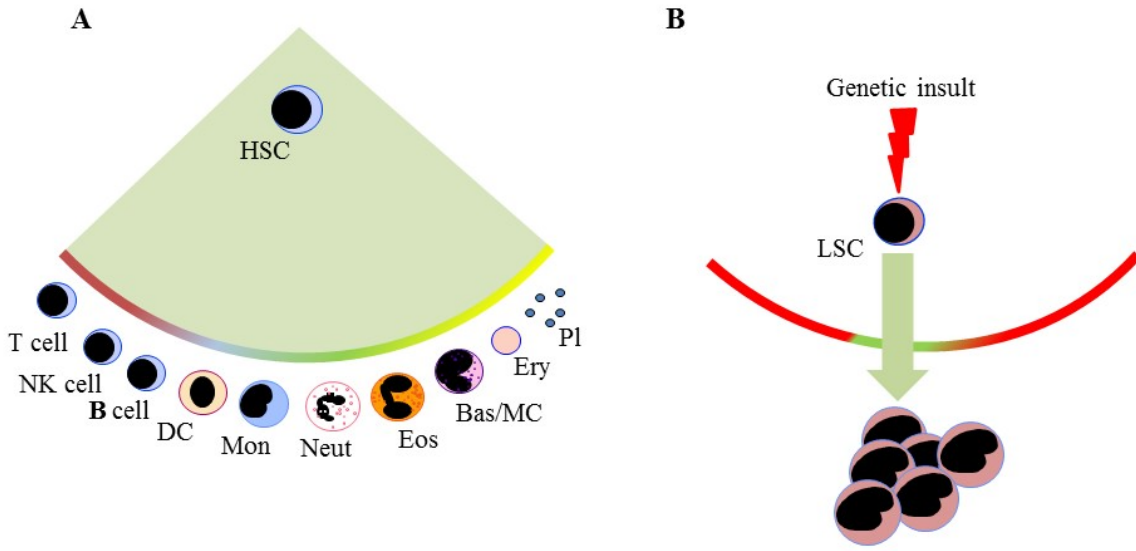 A
HSC
T cell
NK cell
B cell
DC
Mon
Neut
Eos
Bas/MC
Ery
Pl
B
Genetic insult
LSC